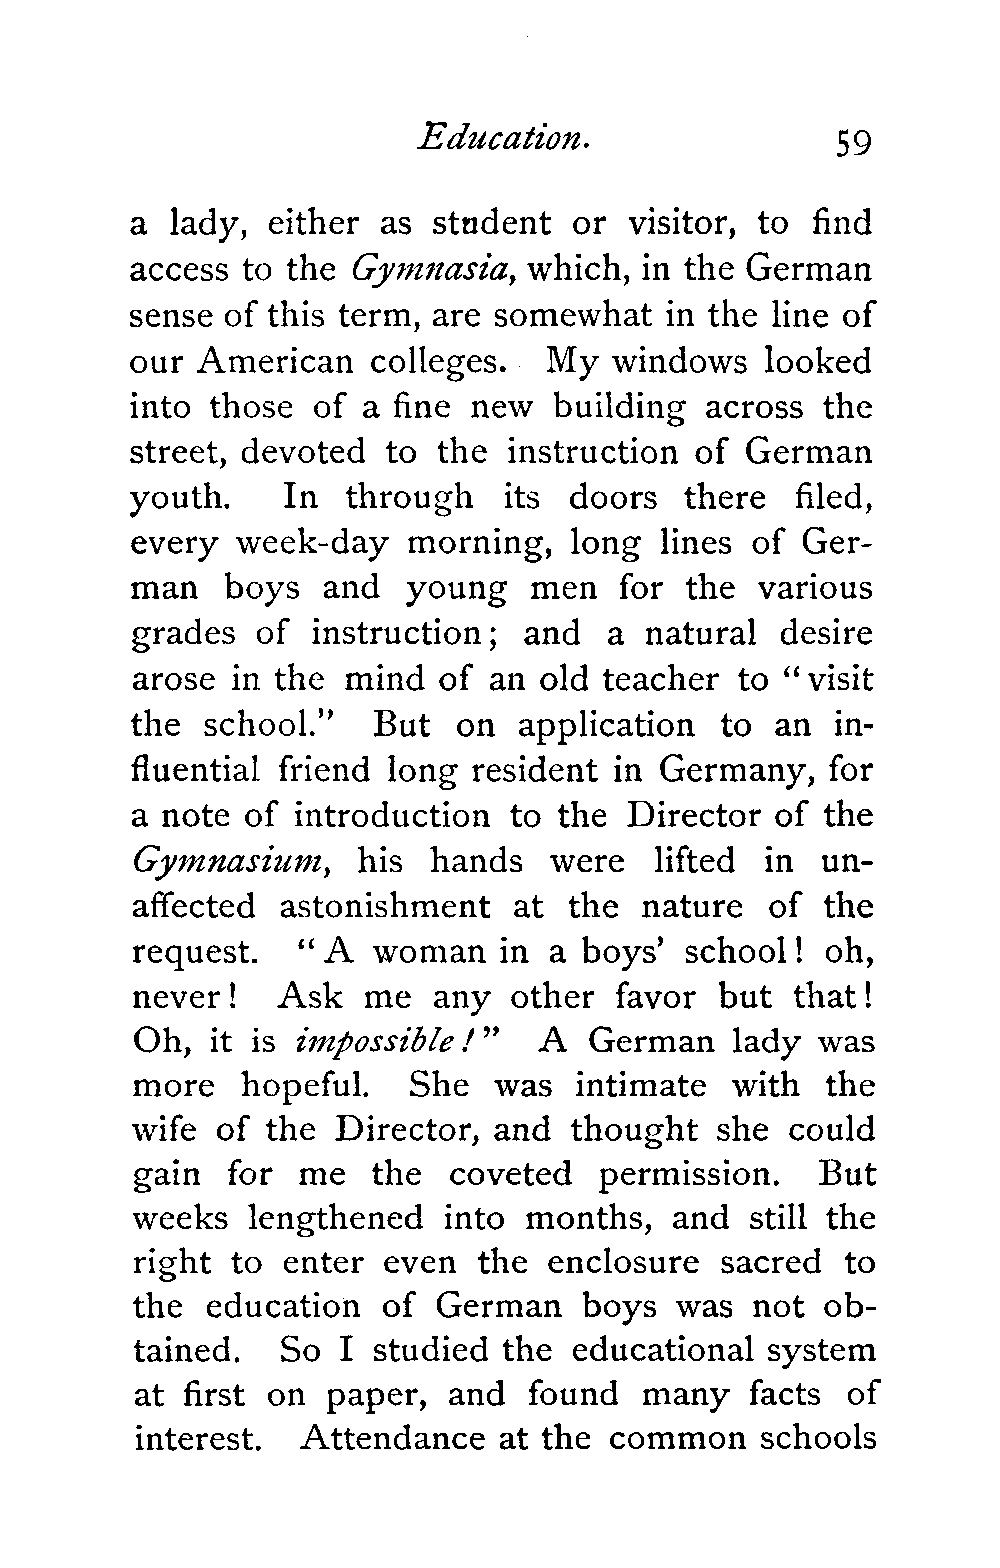 Education. 59
a lady, either as student or visitor, to find
access to the Gymnasia, which, in the German
sense of this term, are somewhat in the line of
our American colleges. My windows looked
into those of a fine new building across the
street, devoted to the instruction of German
youth. In through its doors there filed,
every week-day morning, long lines of Ger-
man boys and young men for the various
grades of instruction; and a natural desire
arose in the mind of an old teacher to "visit
the school." But on application to an in-
fluential friend long resident in Germany, for
a note of introduction to the Director of the
Gymnasium, his hands were lifted in un-
affected astonishment at the nature of the
request. "A woman in a boys' school! oh,
never! Ask me any other favor but that!
Oh, it is impossible!" A German lady was
more hopeful. She was intimate with the
wife of the Director, and thought she could
gain for me the coveted permission. But
weeks lengthened into months, and still the
right to enter even the enclosure sacred to
the education of German boys was not ob-
tained. So I studied the educational system
at first on paper, and found many facts of
interest. Attendance at the common schools